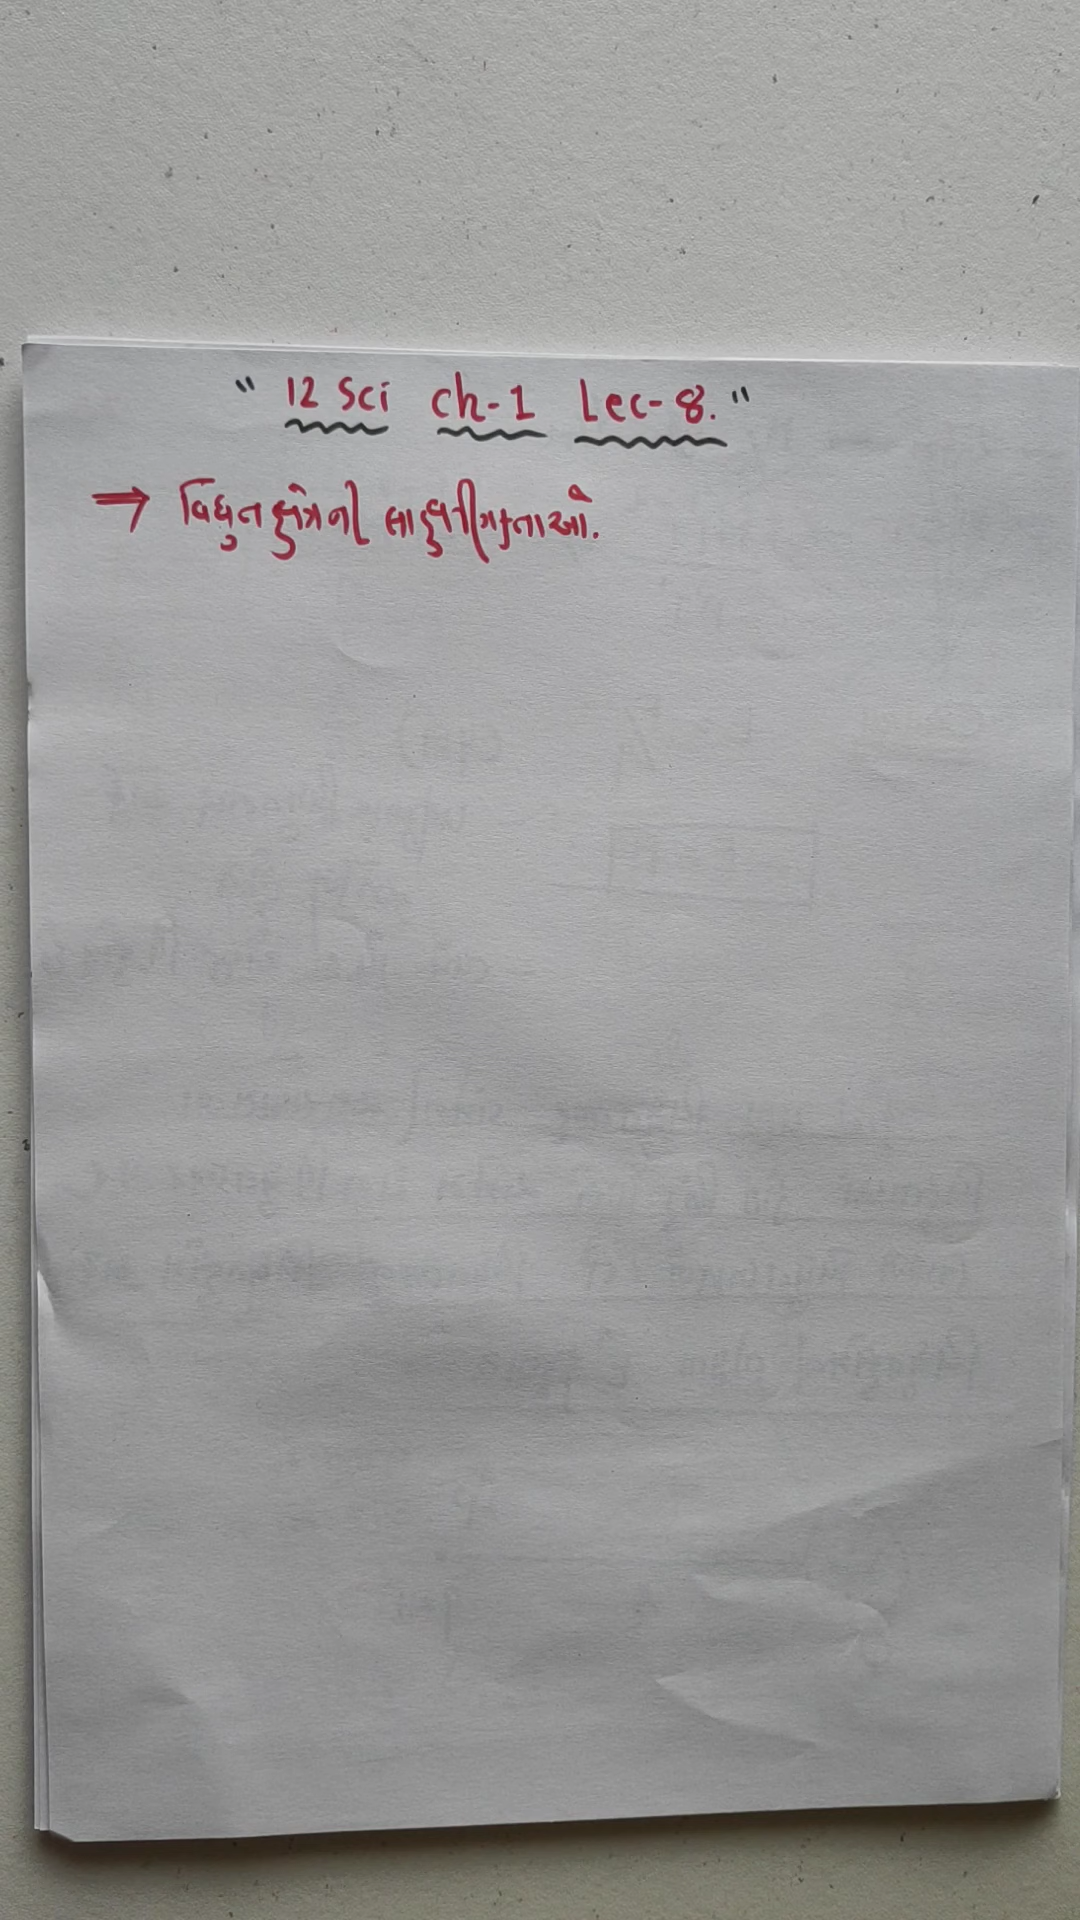 " 12 Sci ch-1 Lec-8. "
⇒ વિદ્યુતક્ષેત્રની લાક્ષણીકતાઓ.